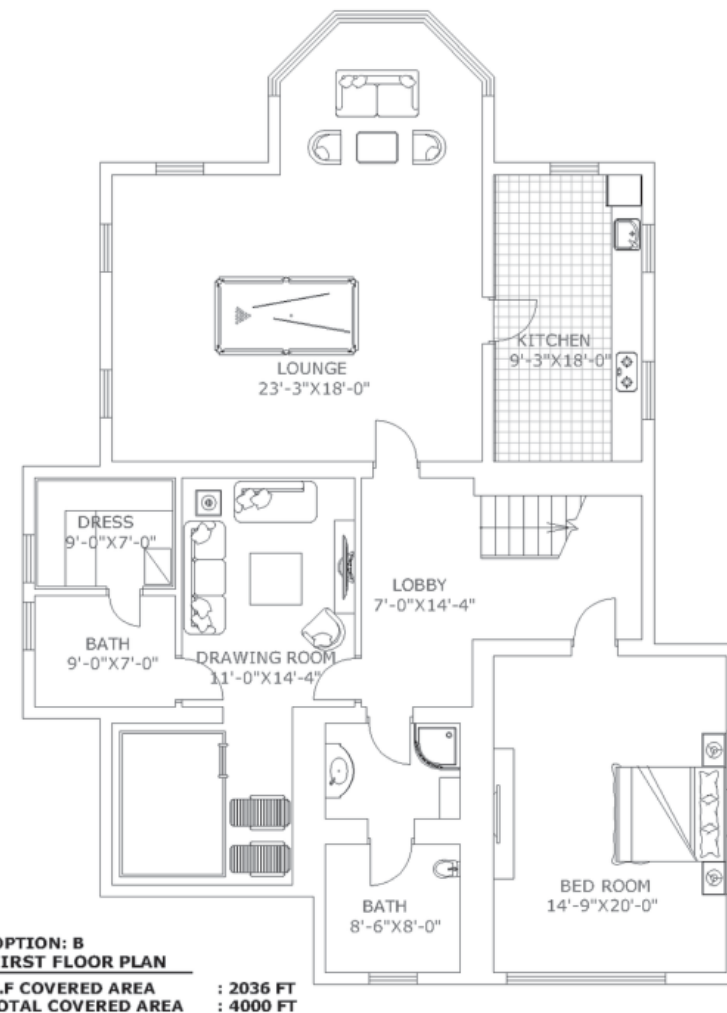 LOUNGE
23'-3"X18'-0"
KITCHEN
9'-3"X18'-0"
DRESS
9'-0"X7'-0"
LOBBY
7'-0"X14'-4"
BATH
9'-0"X7'-0"
DRAWING ROOM
11'-0"X14'-4"
BED ROOM
14'-9"X20'-0"
BATH
8'-6"X8'-0"
OPTION: B
FIRST FLOOR PLAN
.F COVERED AREA : 2036 FT
TOTAL COVERED AREA : 4000 FT